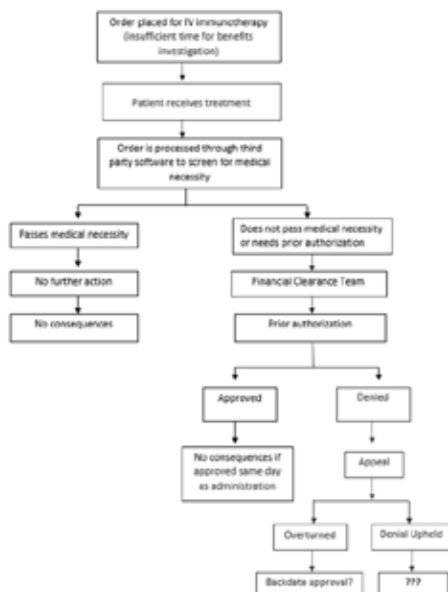 Order placed for IV immunotherapy
(insufficient time for benefits
investigation)
Patient receives treatment
Order is processed through third
party software to screen for medical
necessity
Passes medical necessity
Does not pass medical necessity
or needs prior authorization
No further action
Financial Clearance Team
No consequences
Prior authorization
Approved
Denied
No consequences if
approved same day
as administration
Appeal
Overturned
Denial Upheld
Backdate approval?
???